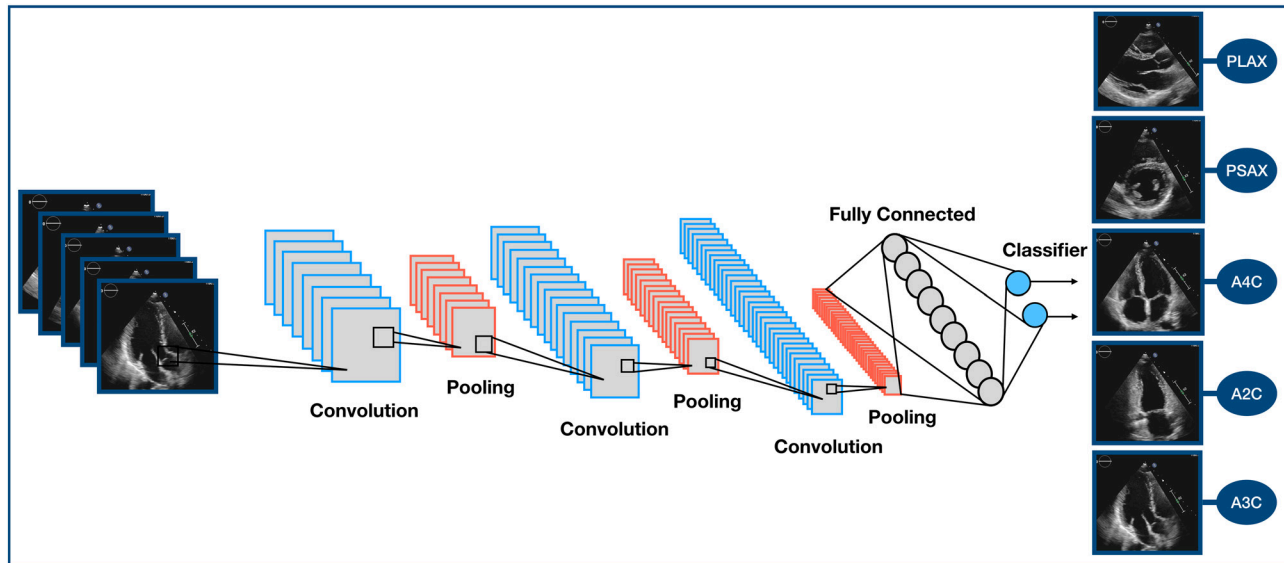 PLAX
PSAX
Fully Connected
Classifier
A4C
Pooling
Convolution
Pooling
Convolution
Pooling
Convolution
A2C
A3C